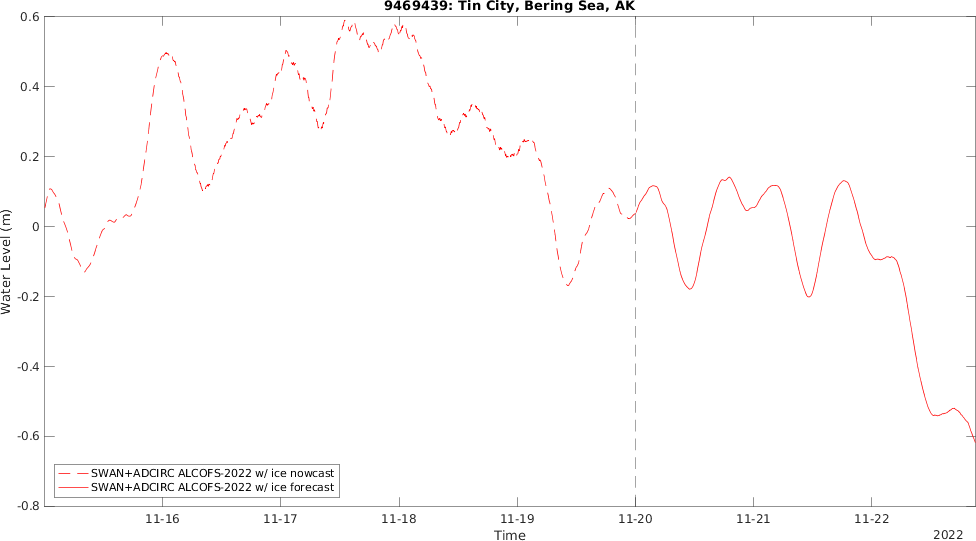 9469439: Tin City, Bering Sea, AK
0.6
0.4
0.2
0
-0.2
-0.4
-0.6
-0.8
Water Level (m)
SWAN+ADCIRC ALCOFS-2022 w/ ice nowcast
SWAN+ADCIRC ALCOFS-2022 w/ ice forecast
11-16 11-17 11-18 11-19 11-20 11-21 11-22
Time
2022